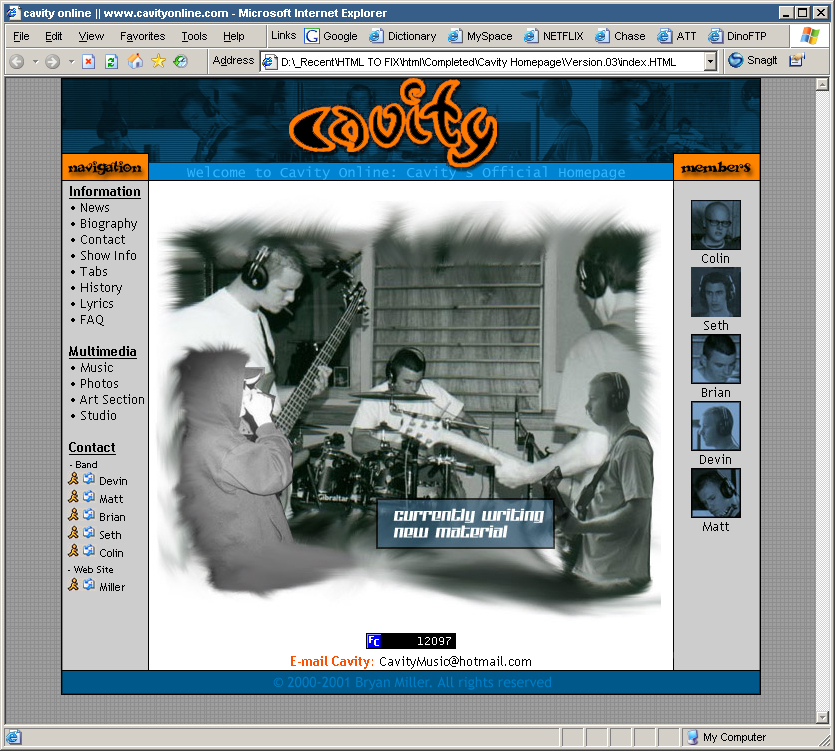 cavity online || www.cavityonline.com - Microsoft Internet Explorer
File Edit View Favorites Tools Help Links Google Dictionary MySpace NETFLIX Chase ATT DinoFTP
Address D:\_Recent\HTML TO FIX\html\Completed\Cavity Homepage\Version.03\index.HTML SnagIt
cavity
navigation
Welcome to Cavity Online: Cavity's Official Homepage
members
Information
• News
• Biography
• Contact
• Show Info
• Tabs
• History
• Lyrics
• FAQ
Multimedia
• Music
• Photos
• Art Section
• Studio
Contact
- Band
Devin
Matt
Brian
Seth
Colin
- Web Site
Miller
Gibraltar
currently writing
new material
Colin
Seth
Brian
Devin
Matt
FC 12097
E-mail Cavity: CavityMusic@hotmail.com
© 2000-2001 Bryan Miller. All rights reserved
My Computer